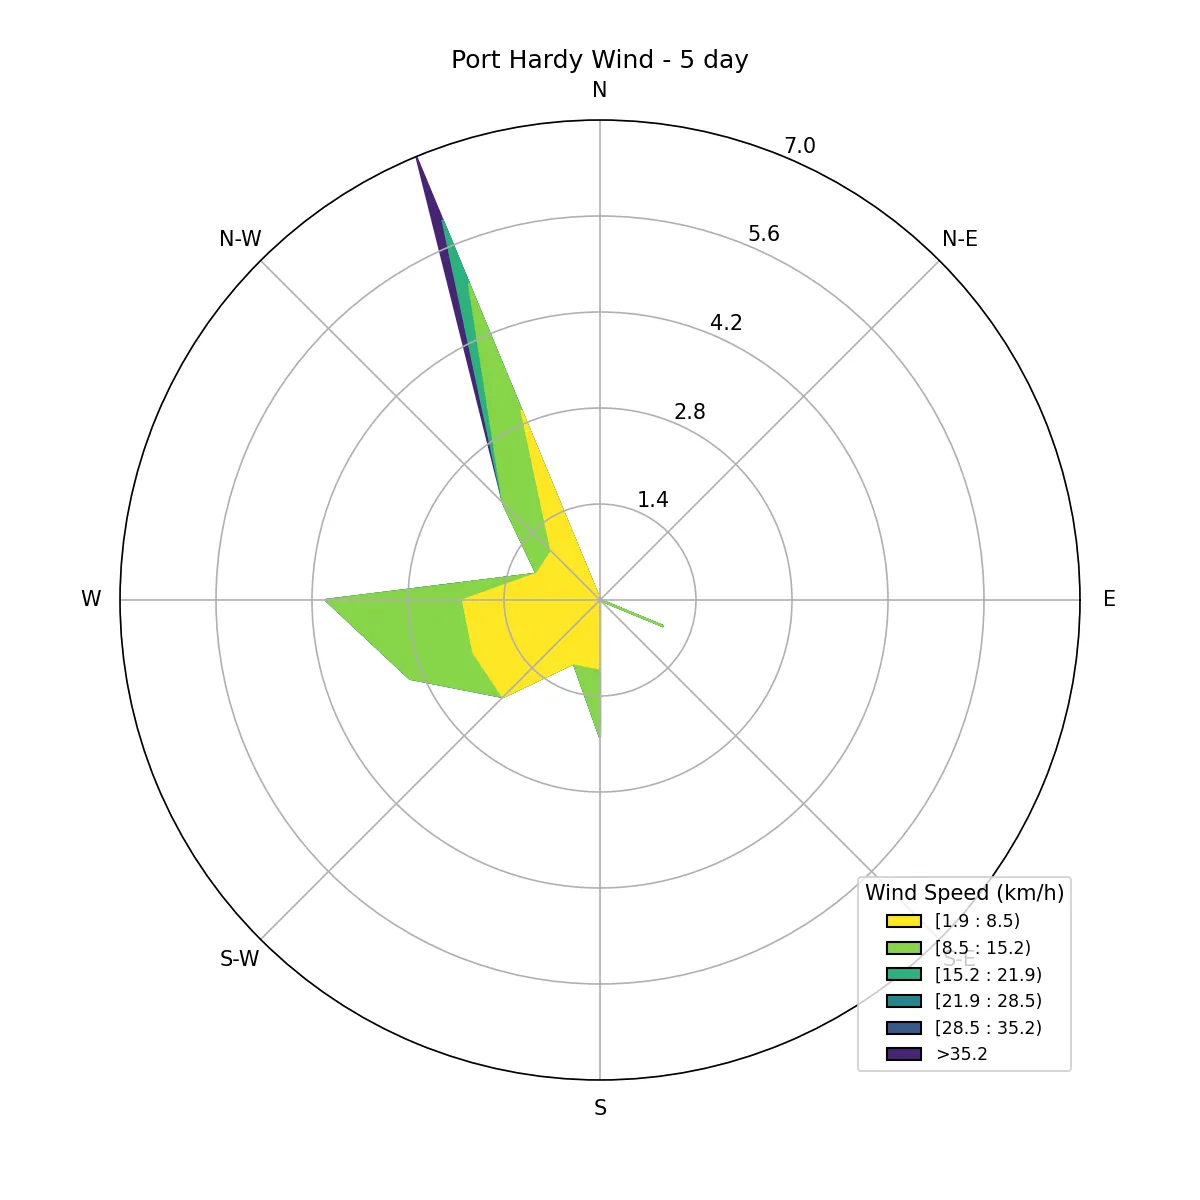 Port Hardy Wind - 5 day
N
7.0
N-W
5.6
N-E
4.2
2.8
1.4
W
E
S-W
S-E
S
Wind Speed (km/h)
[1.9 : 8.5)
[8.5 : 15.2)
[15.2 : 21.9)
[21.9 : 28.5)
[28.5 : 35.2)
>35.2